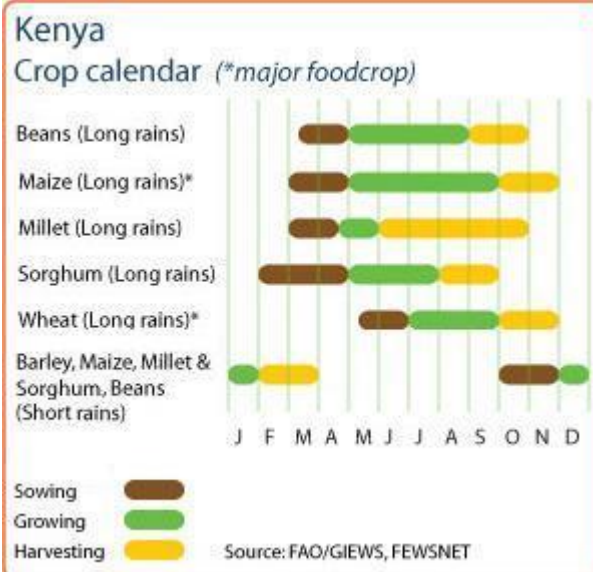 Kenya
Crop calendar (*major foodcrop)
Beans (Long rains)
Maize (Long rains)*
Millet (Long rains)
Sorghum (Long rains)
Wheat (Long rains)*
Barley, Maize, Millet &
Sorghum, Beans
(Short rains)
J F M A M J J A S O N D
Sowing
Growing
Harvesting
Source: FAO/GIEWS, FEWSNET